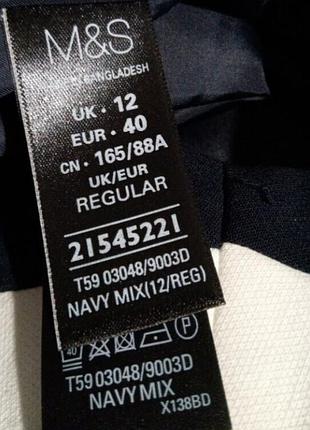 M&S
BANGLADESH
UK • 12
EUR • 40
CN • 165/88A
UK/EUR
REGULAR
21545221
T59 03048/9003D
NAVY MIX(12/REG)
40
P
T59 03048/9003D
NAVY MIX
X138BD